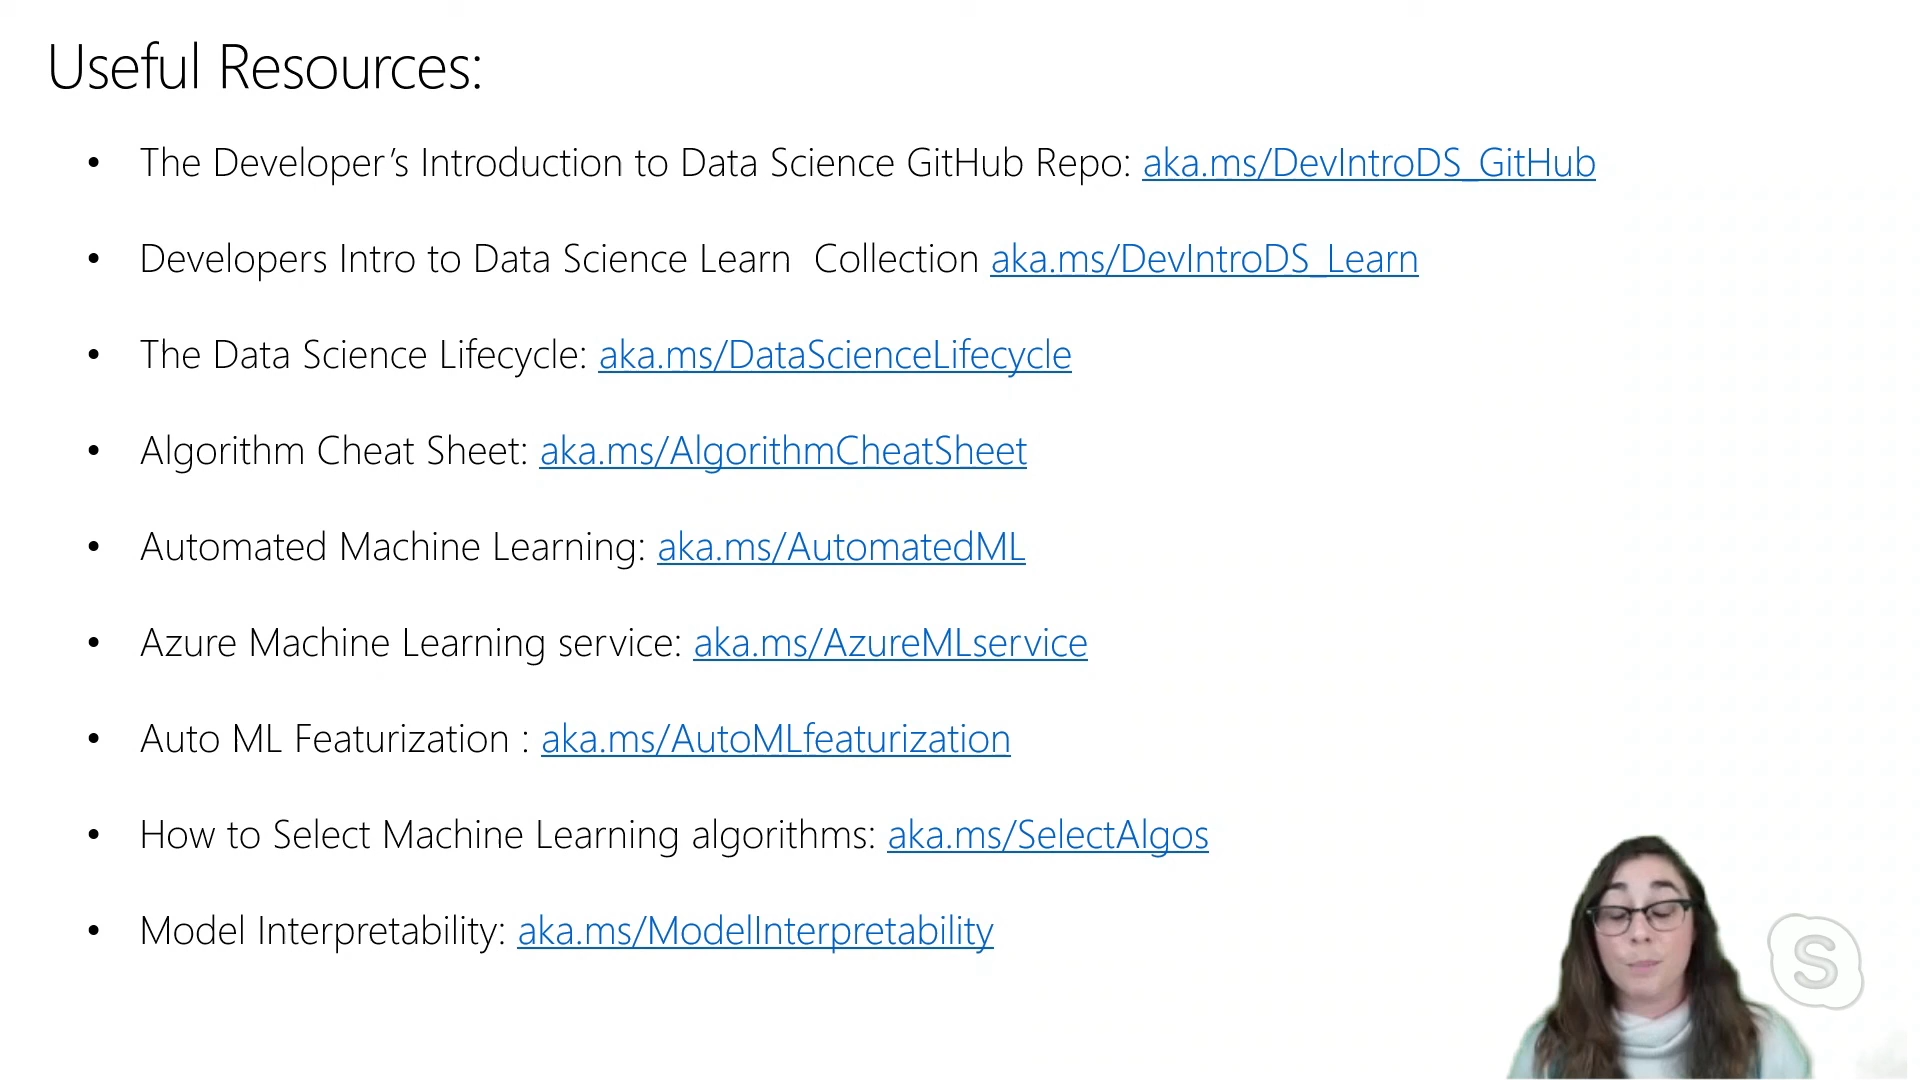 Useful Resources:
• The Developer's Introduction to Data Science GitHub Repo: aka.ms/DevIntroDS_GitHub
• Developers Intro to Data Science Learn  Collection aka.ms/DevIntroDS_Learn
• The Data Science Lifecycle: aka.ms/DataScienceLifecycle
• Algorithm Cheat Sheet: aka.ms/AlgorithmCheatSheet
• Automated Machine Learning: aka.ms/AutomatedML
• Azure Machine Learning service: aka.ms/AzureMLservice
• Auto ML Featurization : aka.ms/AutoMLfeaturization
• How to Select Machine Learning algorithms: aka.ms/SelectAlgos
• Model Interpretability: aka.ms/ModelInterpretability
S